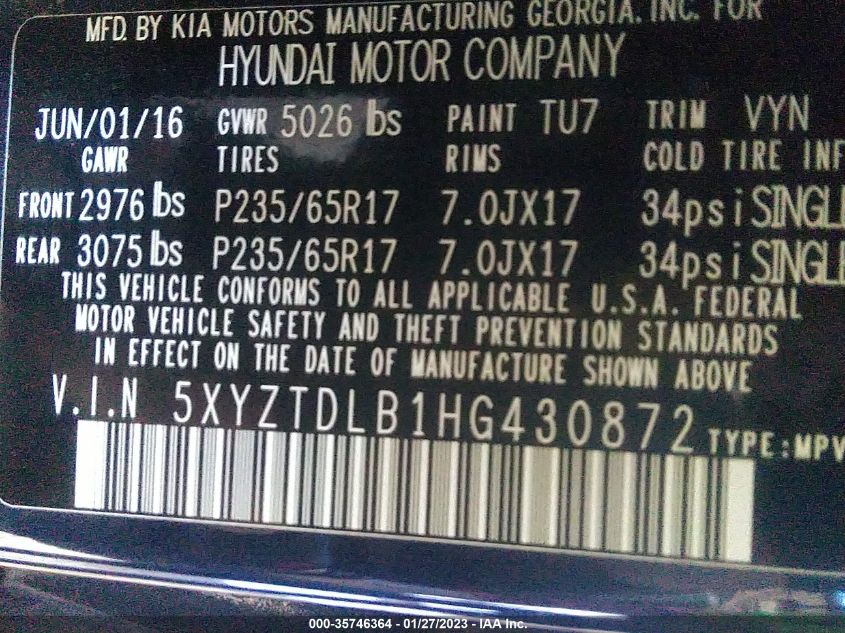 MFD. BY KIA MOTORS MANUFACTURING GEORGIA. INC. FOR
HYUNDAI MOTOR COMPANY
JUN/01/16 GVWR 5026 lbs PAINT TU7 TRIM VYN
GAWR TIRES RIMS COLD TIRE INF
FRONT 2976 lbs P235/65R17 7.0JX17 34psi SINGLE
REAR 3075 lbs P235/65R17 7.0JX17 34psi SINGLE
THIS VEHICLE CONFORMS TO ALL APPLICABLE U.S.A. FEDERAL
MOTOR VEHICLE SAFETY AND THEFT PREVENTION STANDARDS
IN EFFECT ON THE DATE OF MANUFACTURE SHOWN ABOVE
V.I.N 5XYZTDLB1HG430872 TYPE:MPV
000-35746364 — 01/27/2023 — IAA Inc.